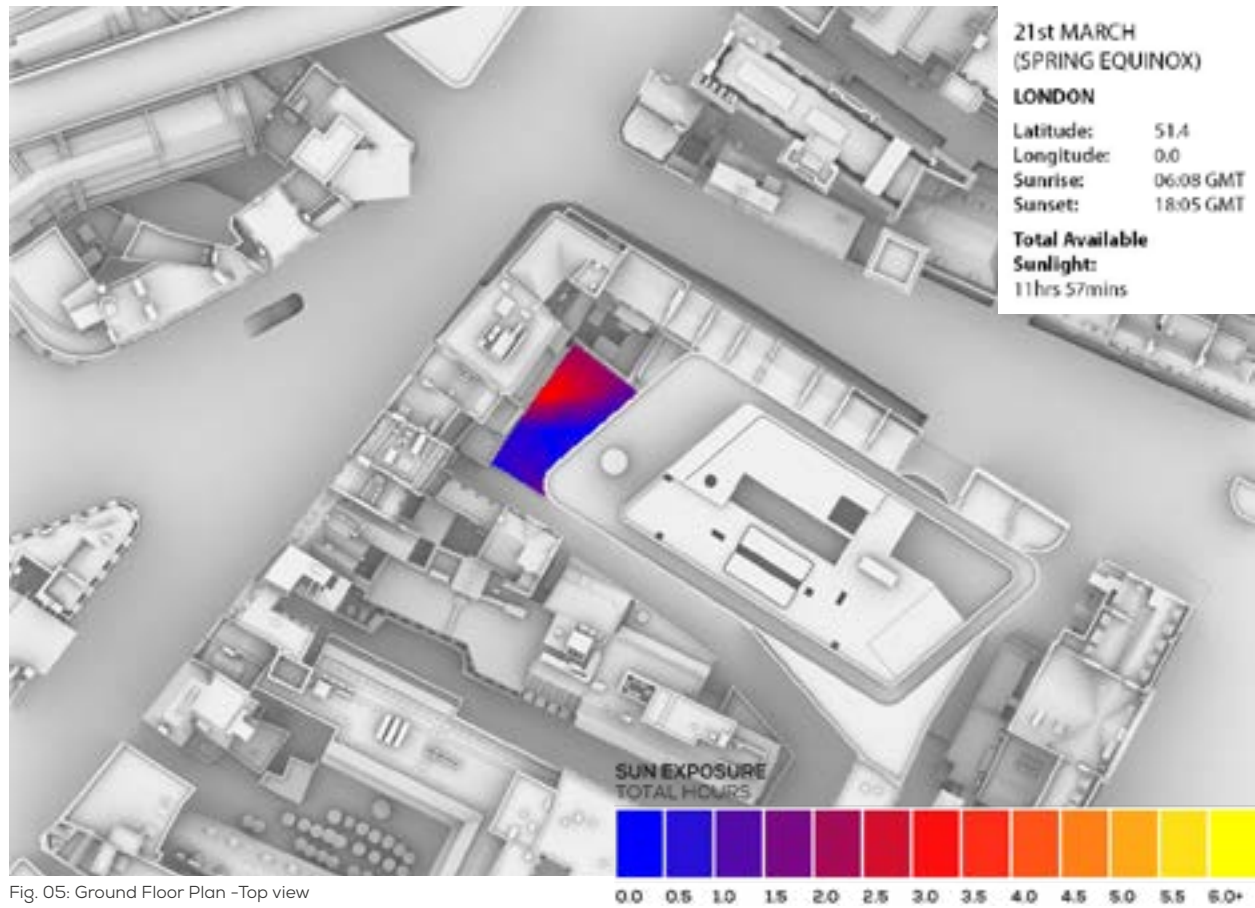 21st MARCH
(SPRING EQUINOX)
LONDON
Latitude: 51.4
Longitude: 0.0
Sunrise: 06:08 GMT
Sunset: 18:05 GMT
Total Available
Sunlight:
11hrs 57mins
SUN EXPOSURE
TOTAL HOURS
0.0 0.5 1.0 1.5 2.0 2.5 3.0 3.5 4.0 4.5 5.0 5.5 6.0+
Fig. 05: Ground Floor Plan -Top view